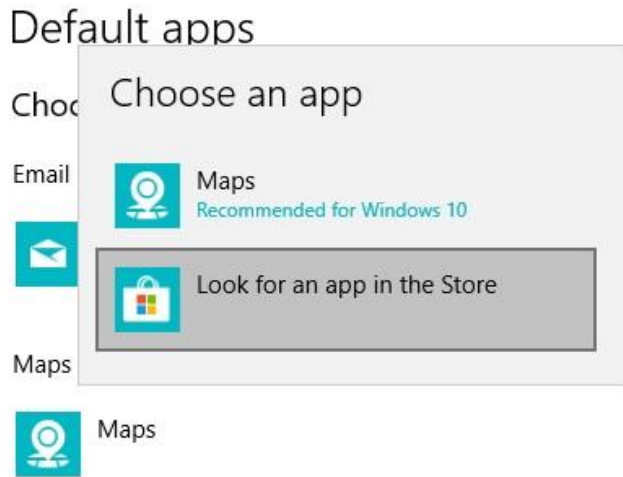 Default apps
Choose an app
Email
Maps
Recommended for Windows 10
Look for an app in the Store
Maps
Maps